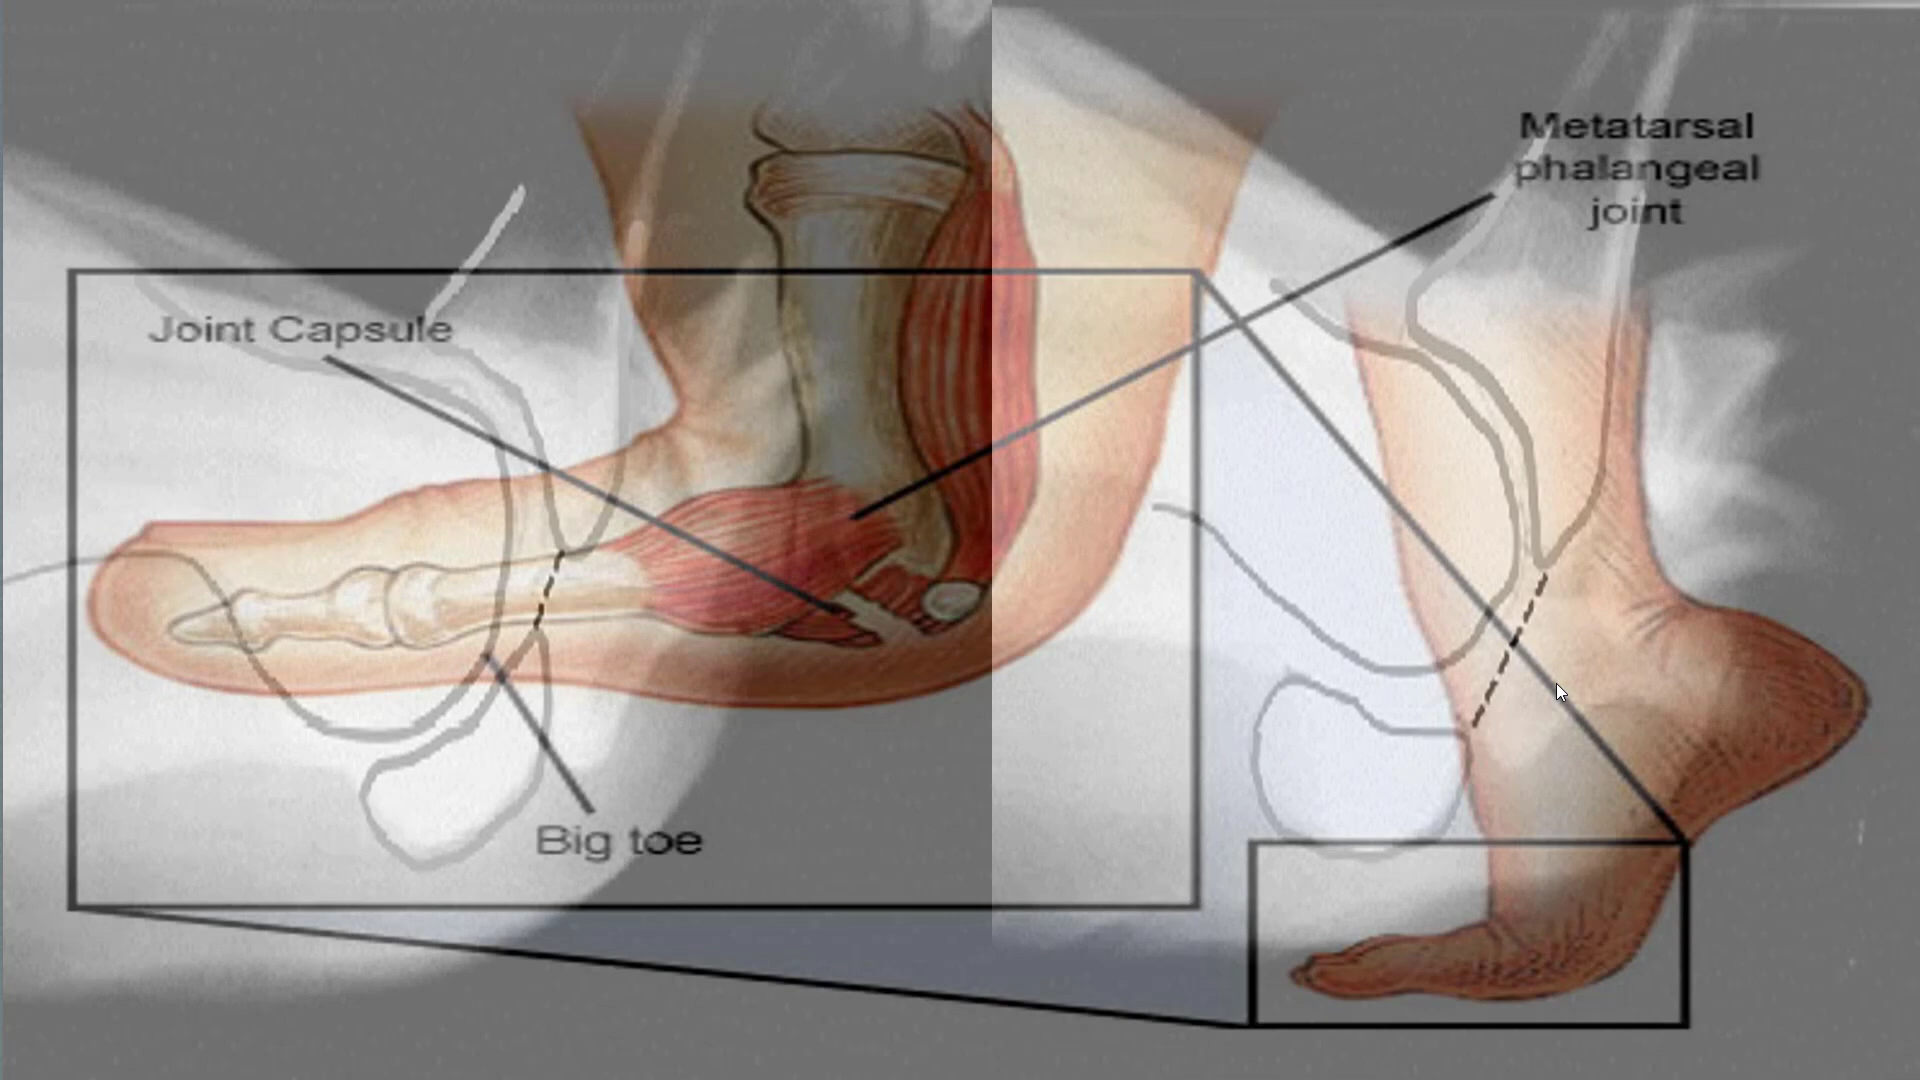 Metatarsal
phalangeal
joint
Joint Capsule
Big toe